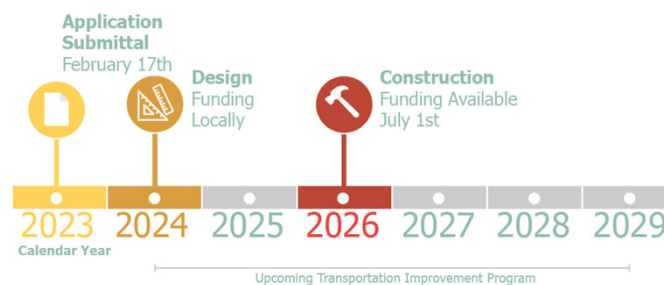 Application
Submittal
February 17th
Design
Funding
Locally
Construction
Funding Available
July 1st
2023 2024 2025 2026 2027 2028 2029
Calendar Year
Upcoming Transportation Improvement Program